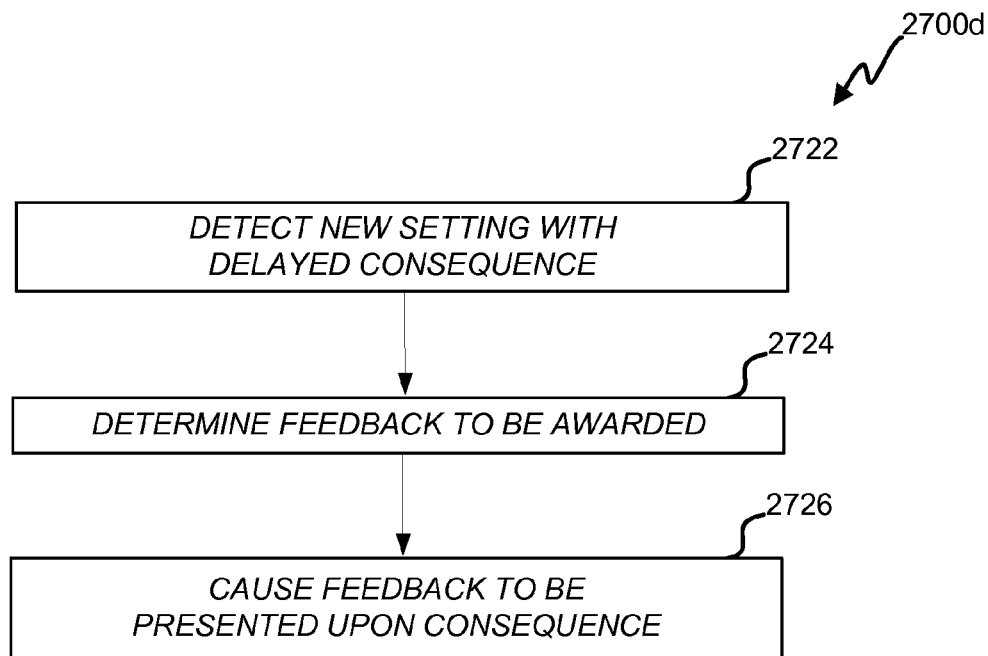 2700d
2722
DETECT NEW SETTING WITH
DELAYED CONSEQUENCE
2724
DETERMINE FEEDBACK TO BE AWARDED
2726
CAUSE FEEDBACK TO BE
PRESENTED UPON CONSEQUENCE